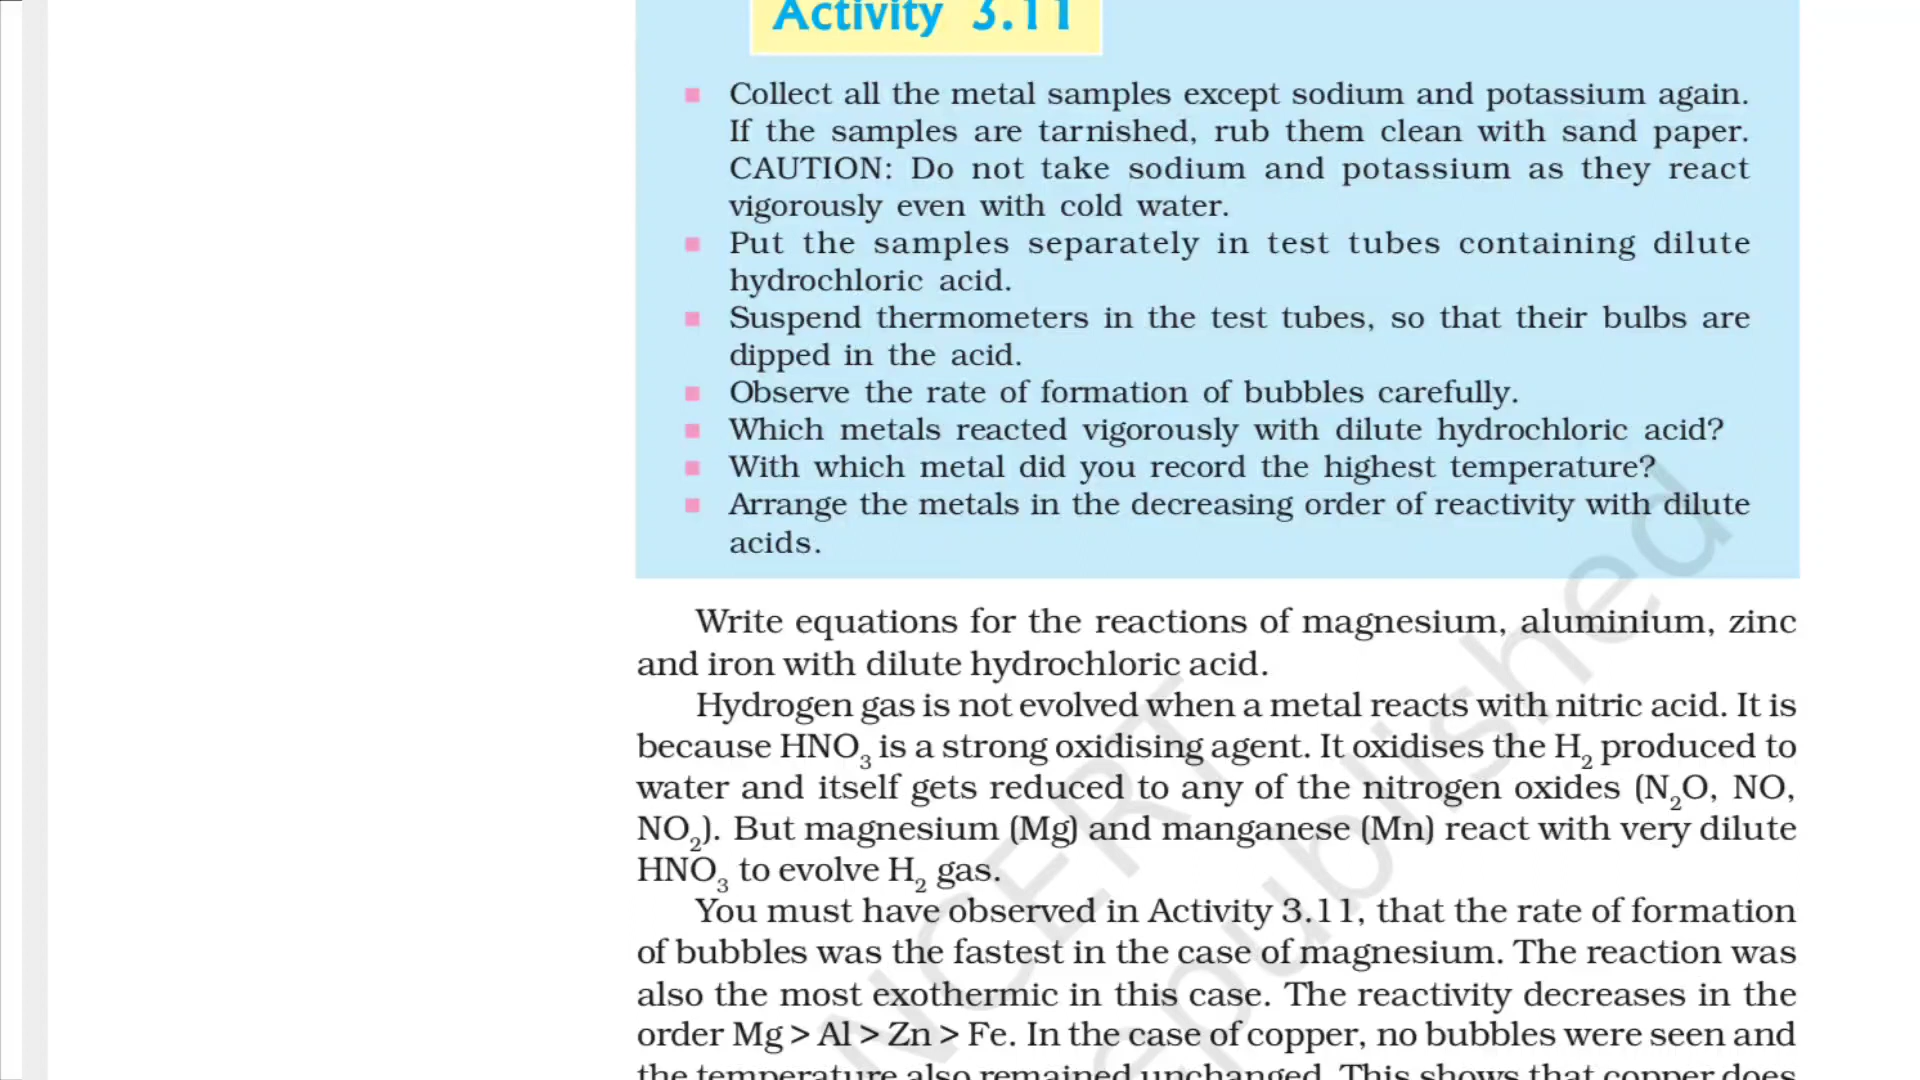 Activity 3.11
Collect all the metal samples except sodium and potassium again.
If the samples are tarnished, rub them clean with sand paper.
CAUTION: Do not take sodium and potassium as they react
vigorously even with cold water.
Put the samples separately in test tubes containing dilute
hydrochloric acid.
Suspend thermometers in the test tubes, so that their bulbs are
dipped in the acid.
Observe the rate of formation of bubbles carefully.
Which metals reacted vigorously with dilute hydrochloric acid?
With which metal did you record the highest temperature?
Arrange the metals in the decreasing order of reactivity with dilute
acids.
Write equations for the reactions of magnesium, aluminium, zinc
and iron with dilute hydrochloric acid.
Hydrogen gas is not evolved when a metal reacts with nitric acid. It is
because HNO₃ is a strong oxidising agent. It oxidises the H₂ produced to
water and itself gets reduced to any of the nitrogen oxides (N₂O, NO,
NO₂). But magnesium (Mg) and manganese (Mn) react with very dilute
HNO₃ to evolve H₂ gas.
You must have observed in Activity 3.11, that the rate of formation
of bubbles was the fastest in the case of magnesium. The reaction was
also the most exothermic in this case. The reactivity decreases in the
order Mg > Al > Zn > Fe. In the case of copper, no bubbles were seen and
the temperature also remained unchanged. This shows that copper does
NCERT